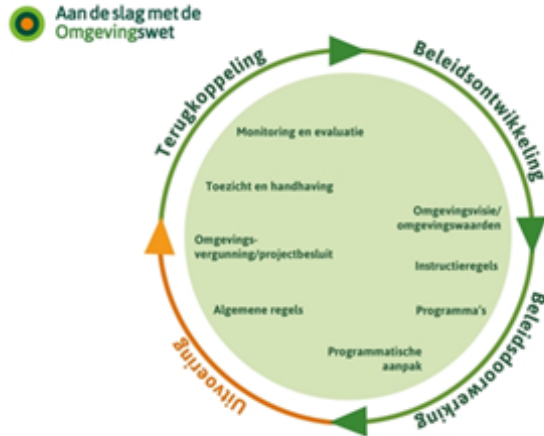 Aan de slag met de
Omgevingswet
Terugkoppeling
Beleidsontwikkeling
Monitoring en evaluatie
Toezicht en handhaving
Omgevingsvisie/
omgevingswaarden
Omgevings-
vergunning/projectbesluit
Instructieregels
Algemene regels
Programma's
Programmatische
aanpak
Uitvoering
Beleidsdoorwerking